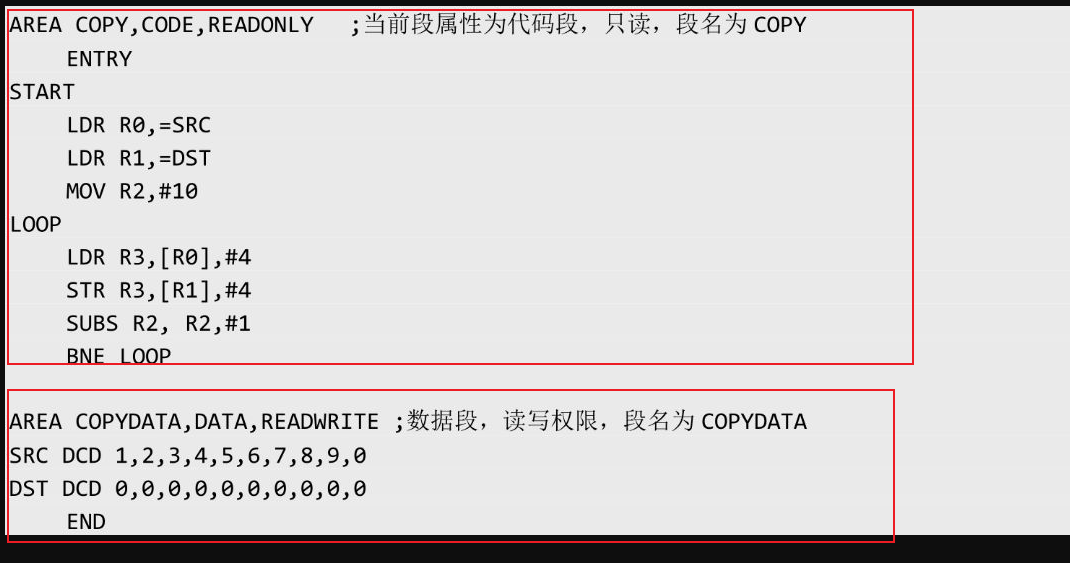 AREA COPY,CODE,READONLY ;当前段属性为代码段，只读，段名为 COPY
ENTRY
START
LDR R0,=SRC
LDR R1,=DST
MOV R2,#10
LOOP
LDR R3,[R0],#4
STR R3,[R1],#4
SUBS R2, R2,#1
BNE LOOP
AREA COPYDATA,DATA,READWRITE ;数据段，读写权限，段名为 COPYDATA
SRC DCD 1,2,3,4,5,6,7,8,9,0
DST DCD 0,0,0,0,0,0,0,0,0,0
END